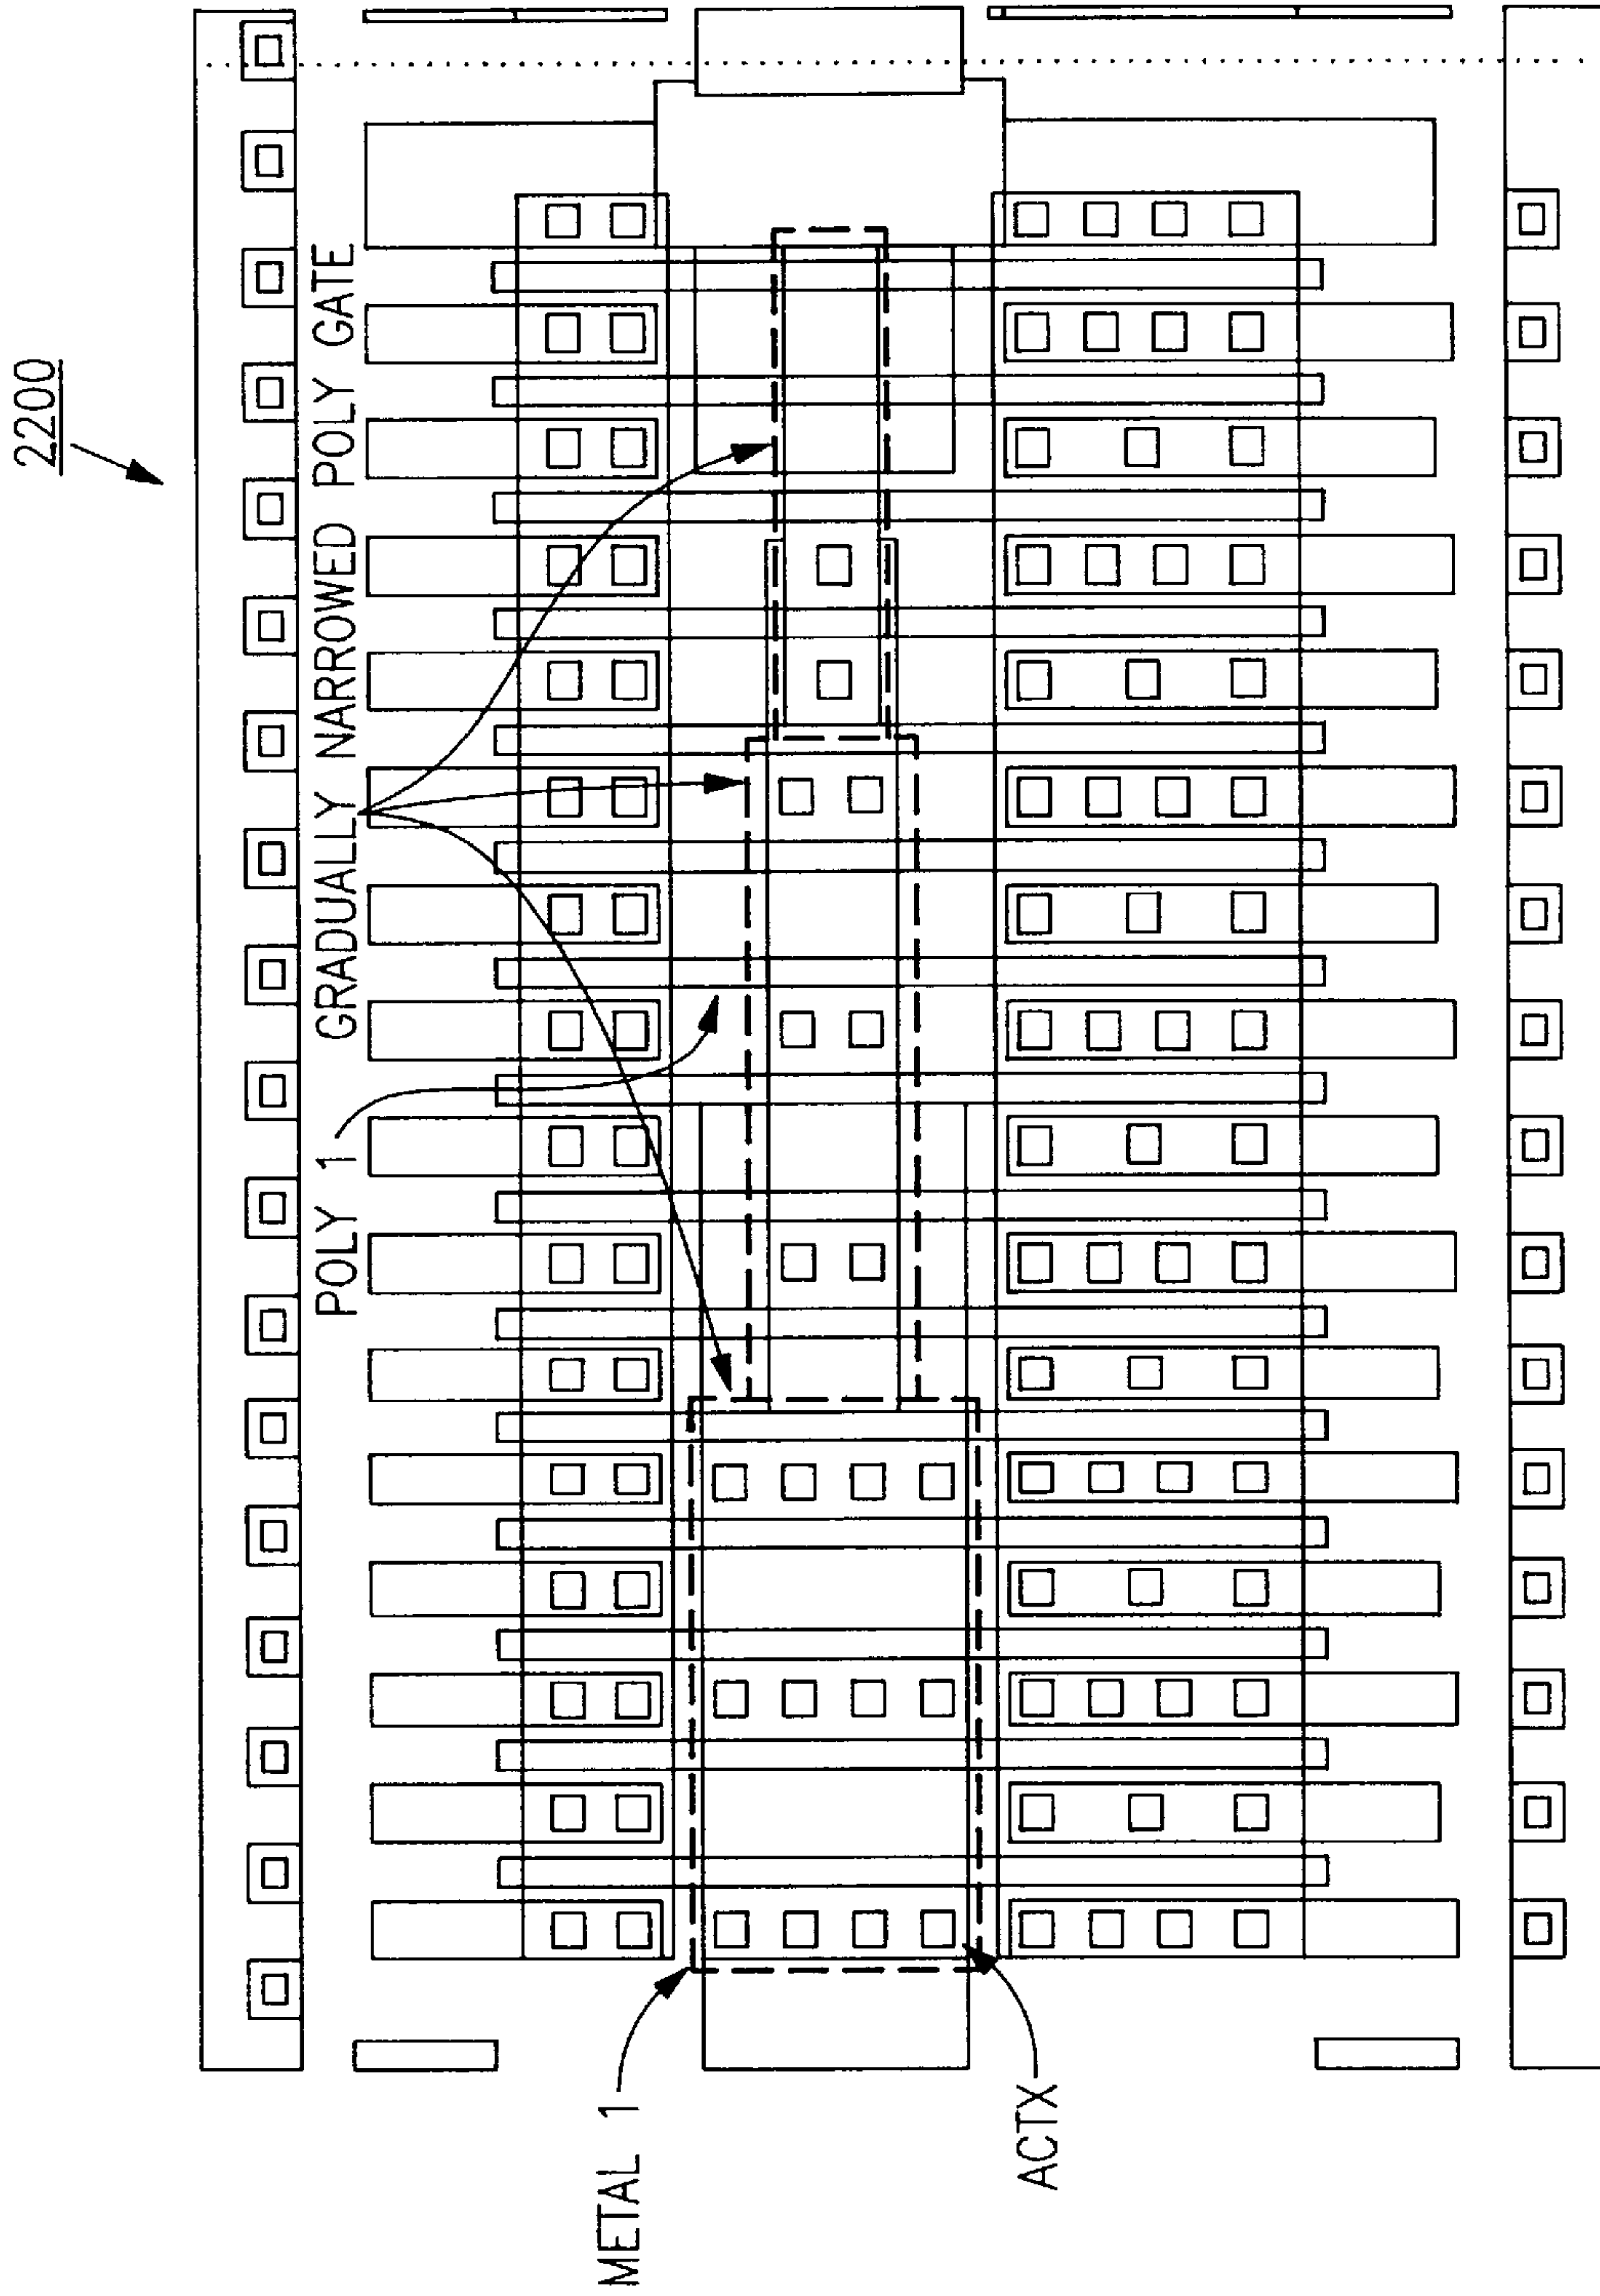 2200
GRADUALLY NARROWED POLY GATE
POLY 1
METAL 1
ACTX